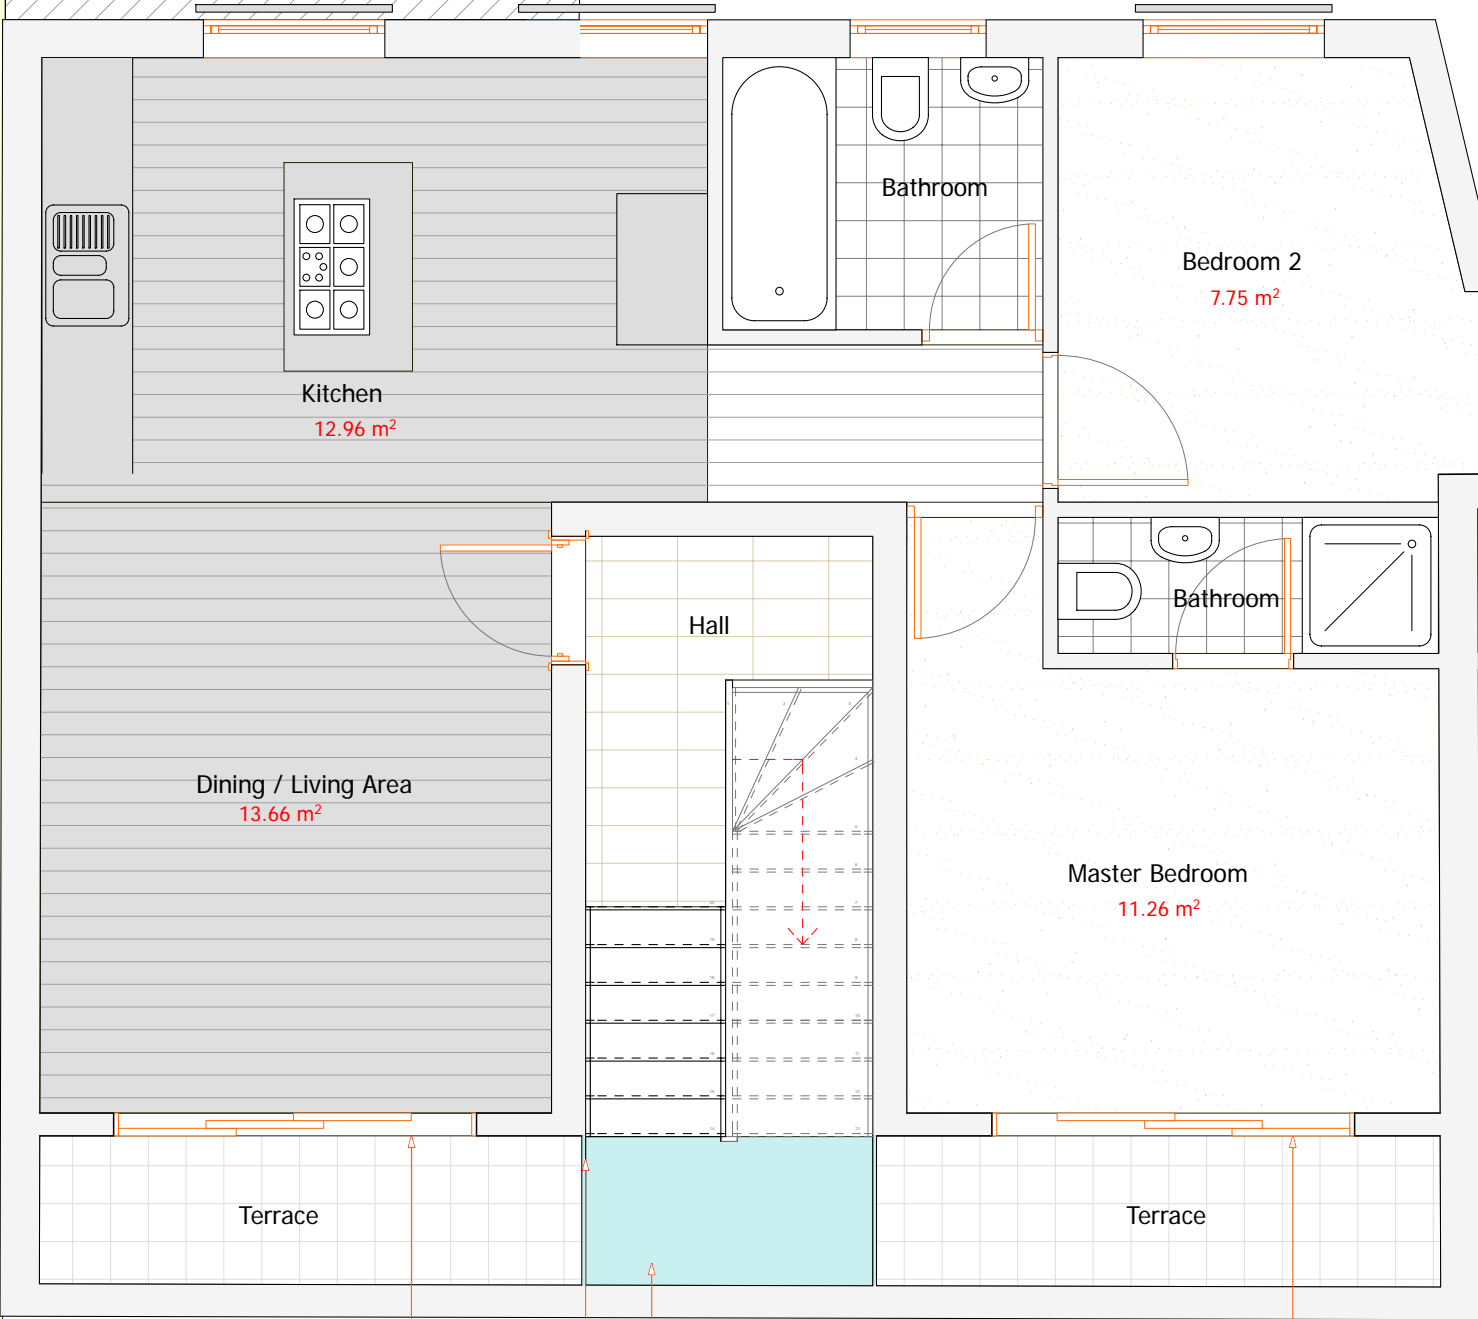 Bathroom
Bedroom 2
7.75 m²
Kitchen
12.96 m²
Bathroom
Hall
Dining / Living Area
13.66 m²
Master Bedroom
11.26 m²
Terrace
Terrace